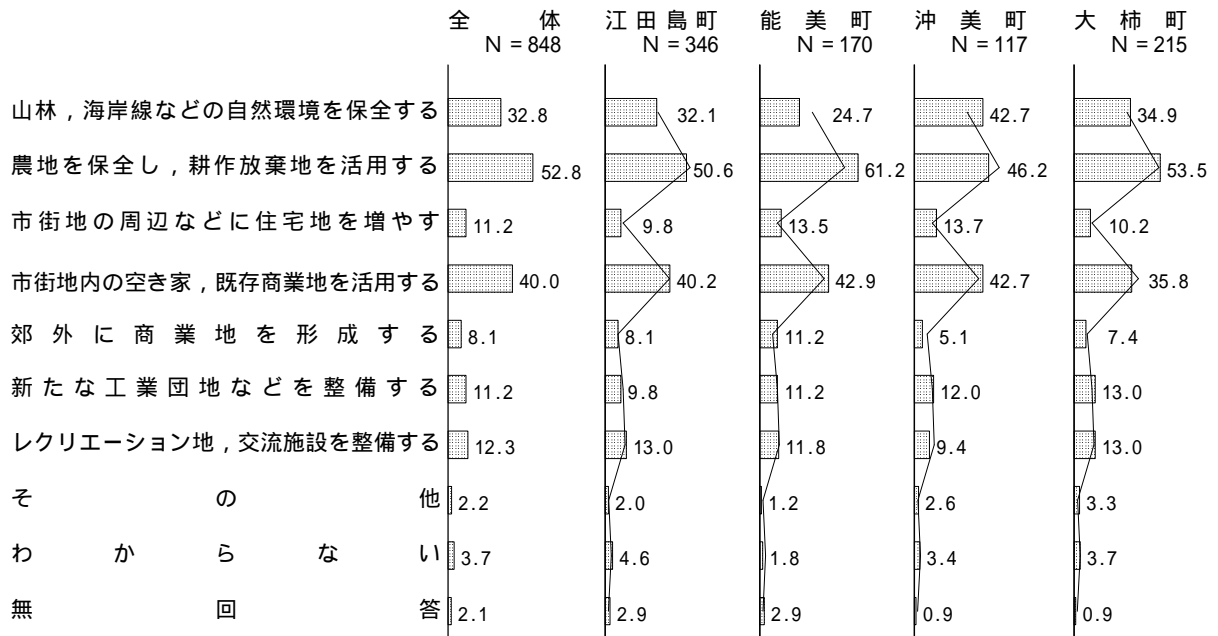 全体 江田島町 能美町 沖美町 大柿町
N = 848 N = 346 N = 170 N = 117 N = 215
山林，海岸線などの自然環境を保全する 32.8 32.1 24.7 42.7 34.9
農地を保全し，耕作放棄地を活用する 52.8 50.6 61.2 46.2 53.5
市街地の周辺などに住宅地を増やす 11.2 9.8 13.5 13.7 10.2
市街地内の空き家，既存商業地を活用する 40.0 40.2 42.9 42.7 35.8
郊外に商業地を形成する 8.1 8.1 11.2 5.1 7.4
新たな工業団地などを整備する 11.2 9.8 11.2 12.0 13.0
レクリエーション地，交流施設を整備する 12.3 13.0 11.8 9.4 13.0
その他 2.2 2.0 1.2 2.6 3.3
わからない 3.7 4.6 1.8 3.4 3.7
無回答 2.1 2.9 2.9 0.9 0.9